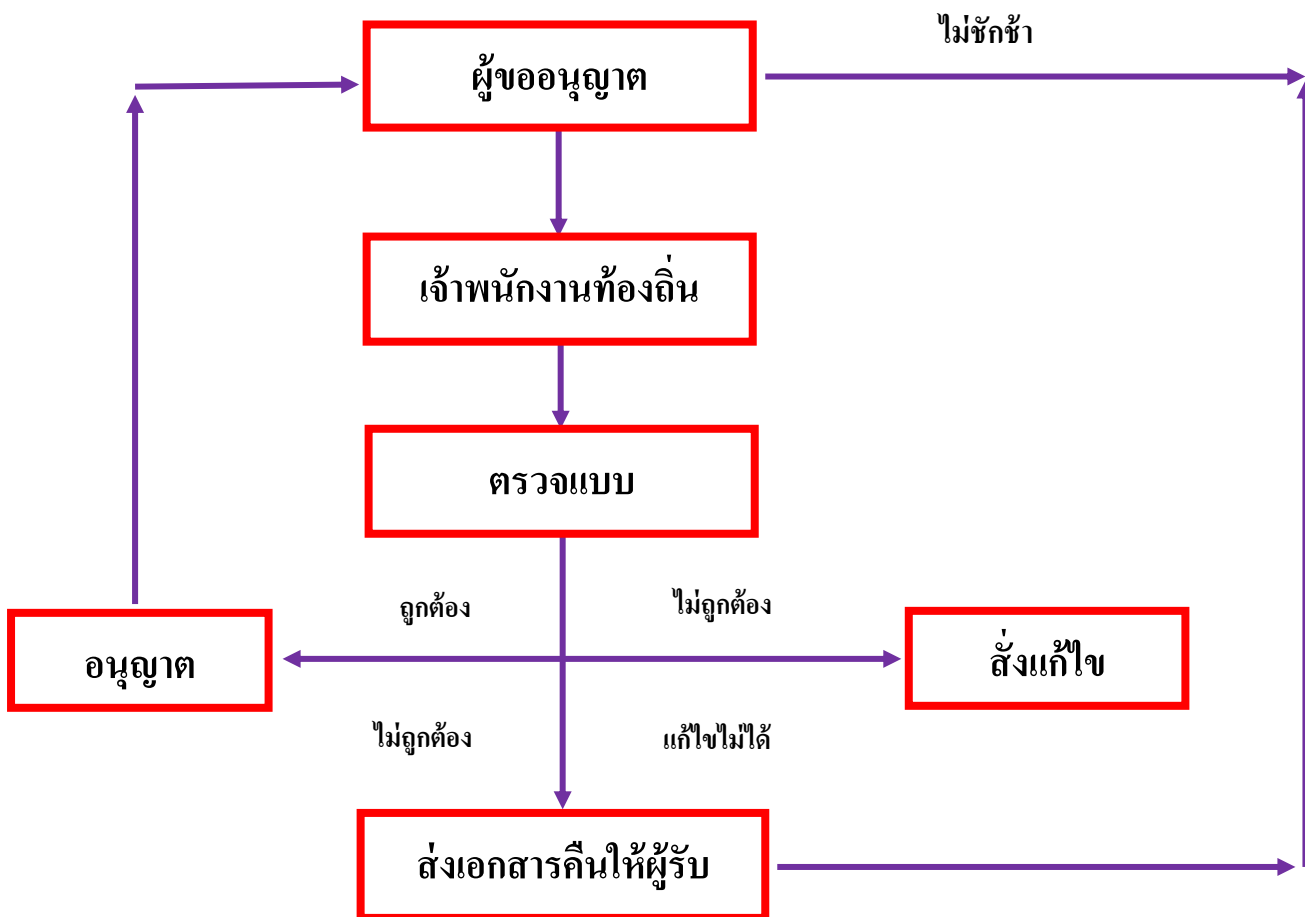 ไม่ชักช้า
ผู้ขออนุญาต
เจ้าพนักงานท้องถิ่น
ตรวจแบบ
ถูกต้อง
ไม่ถูกต้อง
อนุญาต
สั่งแก้ไข
ไม่ถูกต้อง
แก้ไขไม่ได้
ส่งเอกสารคืนให้ผู้รับ